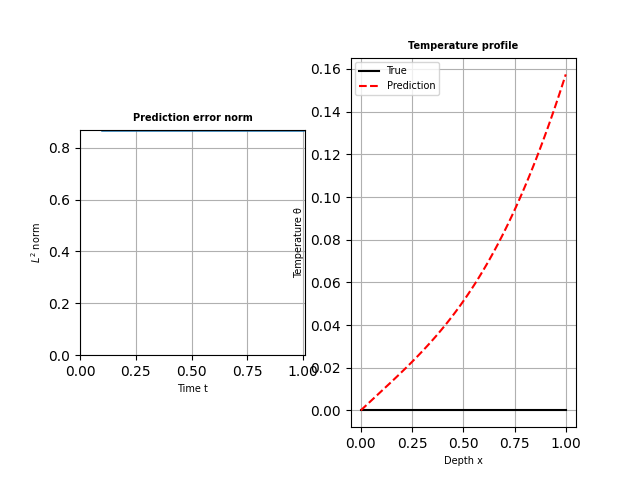 Prediction error norm
L² norm
0.8
0.6
0.4
0.2
0.0
0.00 0.25 0.50 0.75 1.00
Time t
Temperature profile
True
Prediction
Temperature θ
0.16
0.14
0.12
0.10
0.08
0.06
0.04
0.02
0.00
0.00 0.25 0.50 0.75 1.00
Depth x